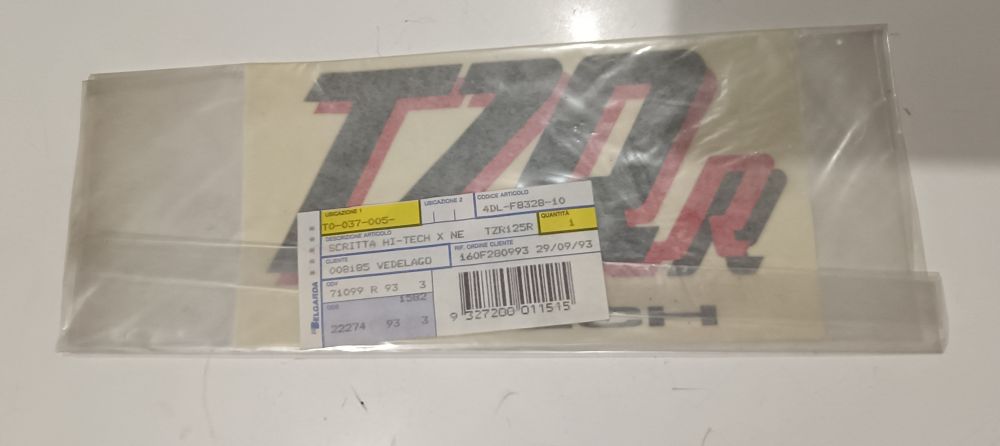 TZR
R
UBICAZIONE 1
UBICAZIONE 2
CODICE ARTICOLO
TO-037-005-
4DL-F8328-10
DESCRIZIONE ARTICOLO
QUANTITÀ
SCRITTA HI-TECH X NE TZR125R
1
CLIENTE
RIF. ORDINE CLIENTE
008185 VEDELAGO
160F280993 29/09/93
71099 R 93 3
1582
22274 93 3
BELGARDA
9 327200 011515
CH